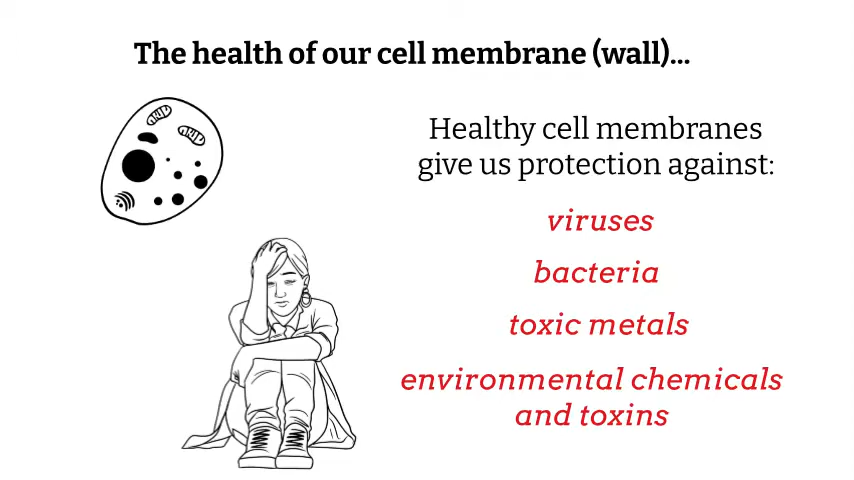 The health of our cell membrane (wall)...
Healthy cell membranes
give us protection against:
viruses
bacteria
toxic metals
environmental chemicals
and toxins